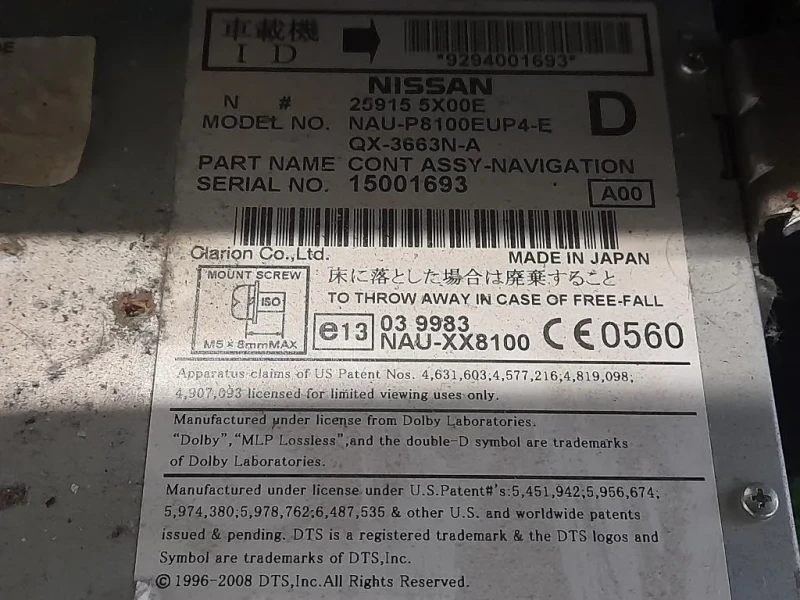 車載機
ID
*9294001693*
NISSAN
N # 25915 5X00E
D
MODEL NO. NAU-P8100EUP4-E
QX-3663N-A
PART NAME CONT ASSY-NAVIGATION
SERIAL NO. 15001693
A00
Clarion Co.,Ltd.
MADE IN JAPAN
MOUNT SCREW
ISO
M5×8mmMAX
床に落とした場合は廃棄すること
TO THROW AWAY IN CASE OF FREE-FALL
e13 03 9983
NAU-XX8100
CE0560
Apparatus claims of US Patent Nos. 4,631,603;4,577,216;4,819,098;
4,907,093 licensed for limited viewing uses only.
Manufactured under license from Dolby Laboratories.
“Dolby”,“MLP Lossless”,and the double-D symbol are trademarks
of Dolby Laboratories.
Manufactured under license under U.S.Patent#'s:5,451,942;5,956,674;
5,974,380;5,978,762;6,487,535 & other U.S. and worldwide patents
issued & pending. DTS is a registered trademark & the DTS logos and
Symbol are trademarks of DTS,Inc.
©1996-2008 DTS,Inc.All Rights Reserved.